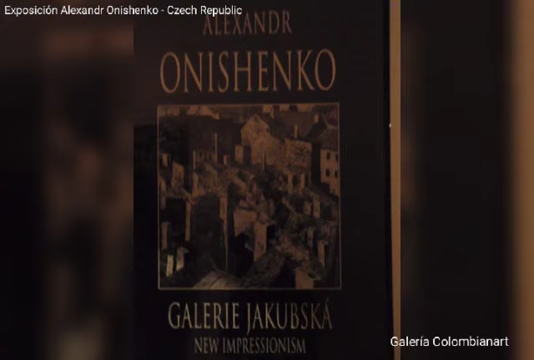 Exposición Alexandr Onishenko - Czech Republic
ALEXANDR
ONISHENKO
GALERIE JAKUBSKÁ
NEW IMPRESSIONISM
Galería Colombianart